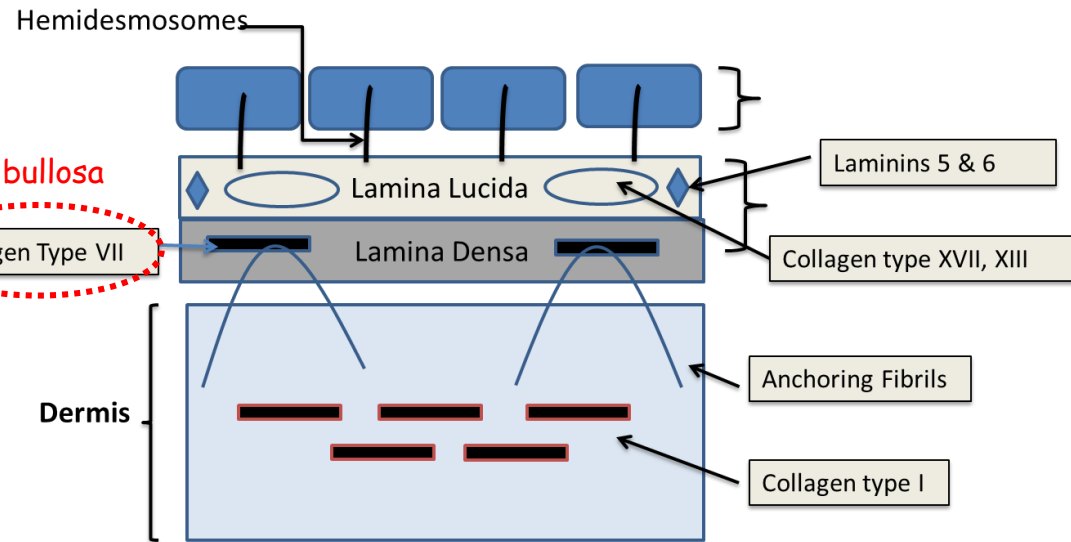 Hemidesmosomes
bullosa
Lamina Lucida
Laminins 5 & 6
gen Type VII
Lamina Densa
Collagen type XVII, XIII
Anchoring Fibrils
Dermis
Collagen type I